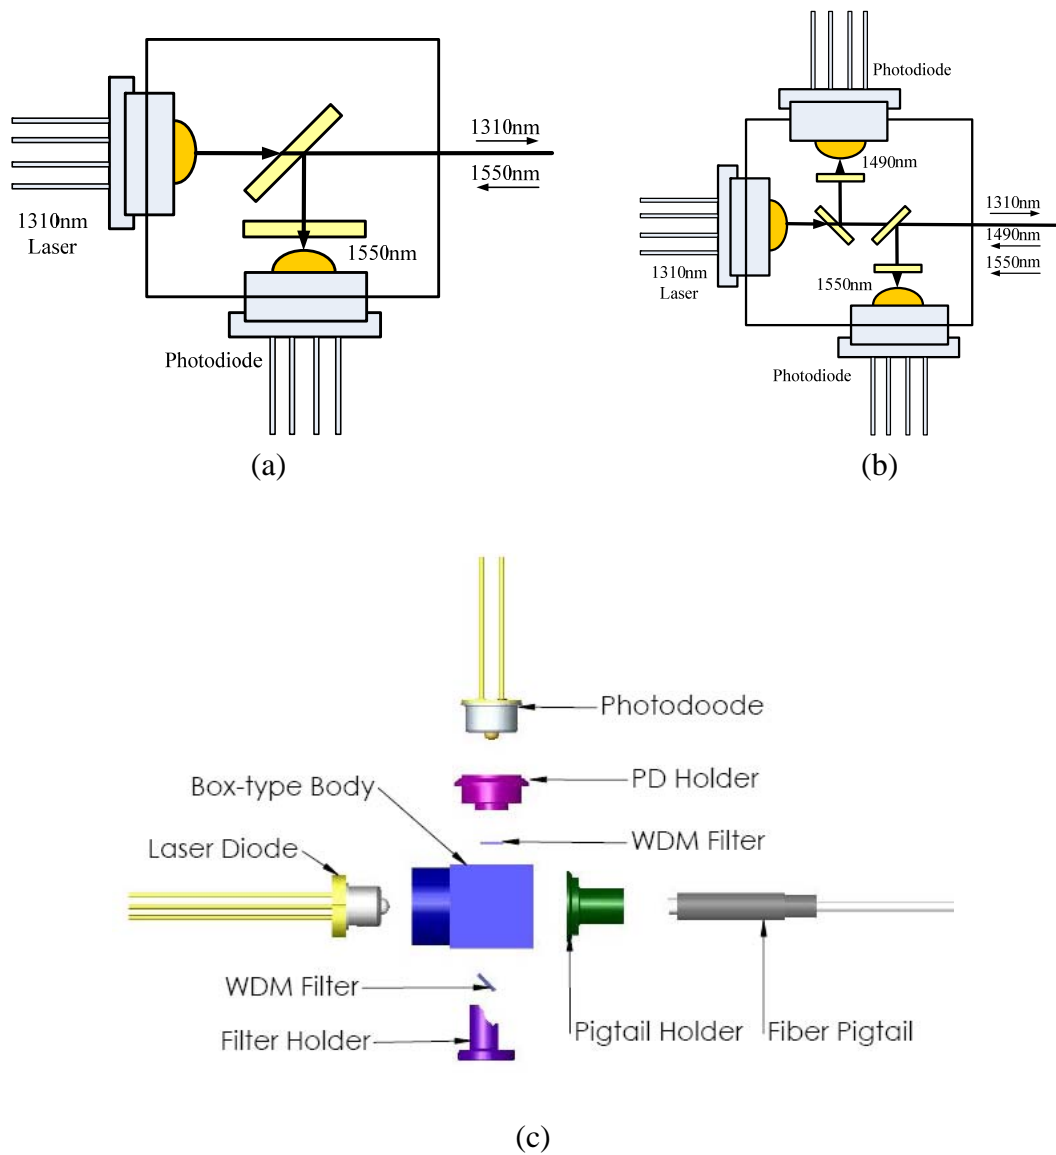 1310nm
1550nm
1310nm
Laser
1550nm
Photodiode
(a)
Photodiode
1490nm
1310nm
1490nm
1550nm
1310nm
Laser
1550nm
Photodiode
(b)
Photodoode
PD Holder
Box-type Body
WDM Filter
Laser Diode
WDM Filter
Filter Holder
Pigtail Holder
Fiber Pigtail
(c)